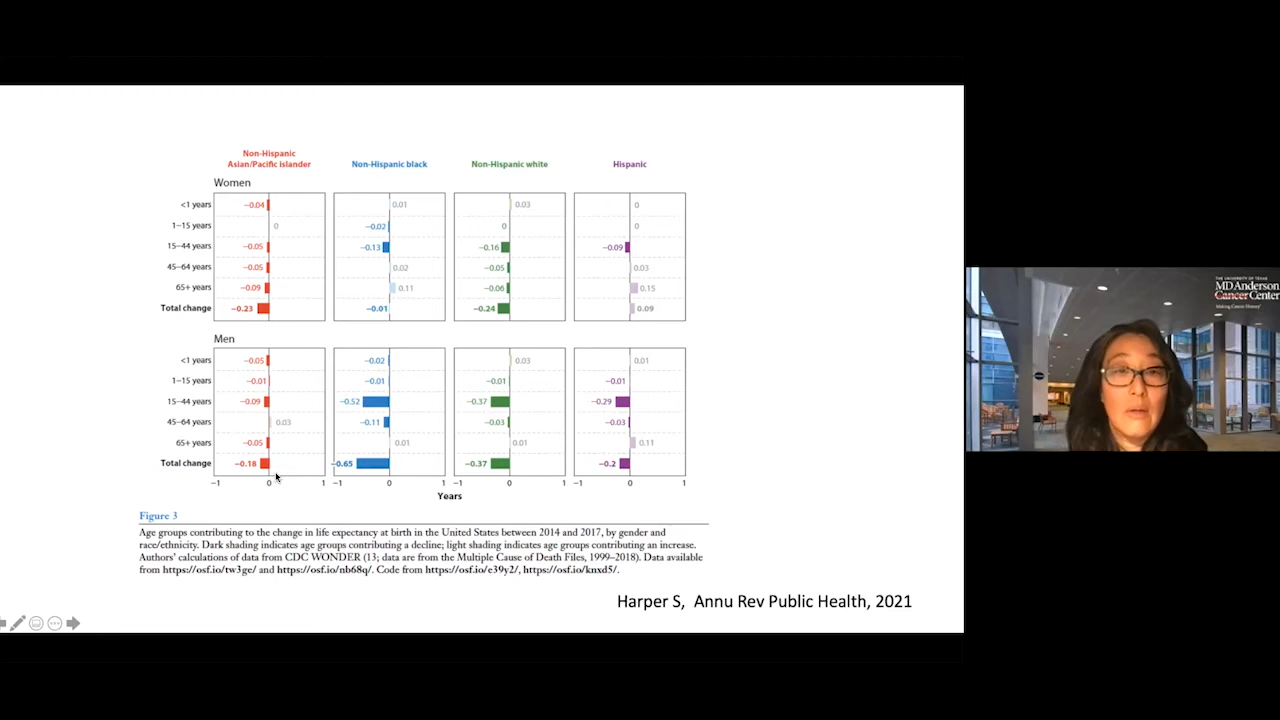 Non-Hispanic
Asian/Pacific islander
Non-Hispanic black
Non-Hispanic white
Hispanic
Women
<1 years −0.04 0.01 0.03 0
1–15 years 0 −0.02 0 0
15–44 years −0.05 −0.13 −0.16 −0.09
45–64 years −0.05 0.02 −0.05 0.03
65+ years −0.09 0.11 −0.06 0.15
Total change −0.23 −0.01 −0.24 0.09
Men
<1 years −0.05 −0.02 0.03 0.01
1–15 years −0.01 −0.01 −0.01 −0.01
15–44 years −0.09 −0.52 −0.37 −0.29
45–64 years 0.03 −0.11 −0.03 −0.03
65+ years −0.05 0.01 0.01 0.11
Total change −0.18 −0.65 −0.37 −0.2
−1 0 1 −1 0 1 −1 0 1 −1 0 1
Years
Figure 3
Age groups contributing to the change in life expectancy at birth in the United States between 2014 and 2017, by gender and
race/ethnicity. Dark shading indicates age groups contributing a decline; light shading indicates age groups contributing an increase.
Authors' calculations of data from CDC WONDER (13; data are from the Multiple Cause of Death Files, 1999–2018). Data available
from https://osf.io/tw3ge/ and https://osf.io/nb68q/. Code from https://osf.io/e39y2/, https://osf.io/knxd5/.
Harper S, Annu Rev Public Health, 2021
THE UNIVERSITY OF TEXAS
MD Anderson
Cancer Center
Making Cancer History®